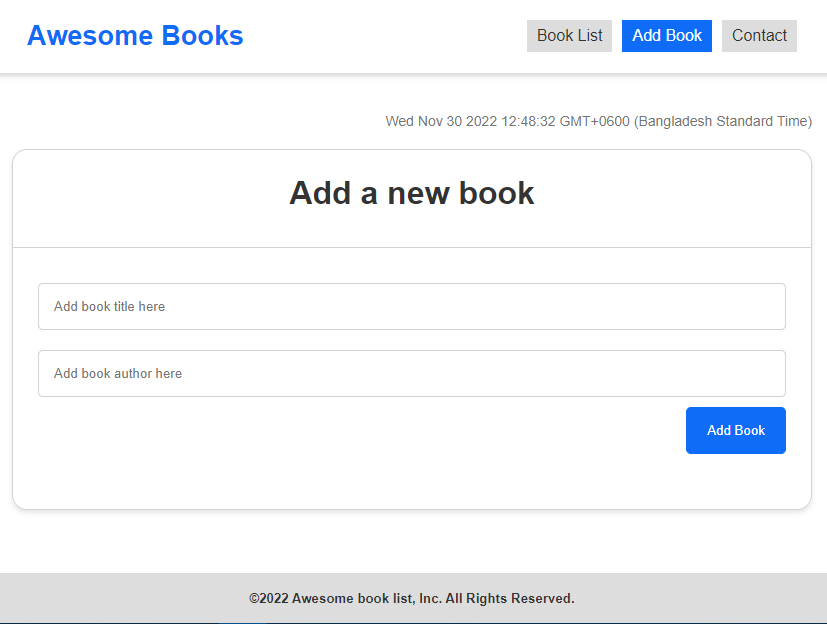 Awesome Books
Book List
Add Book
Contact
Wed Nov 30 2022 12:48:32 GMT+0600 (Bangladesh Standard Time)
Add a new book
Add book title here
Add book author here
Add Book
©2022 Awesome book list, Inc. All Rights Reserved.